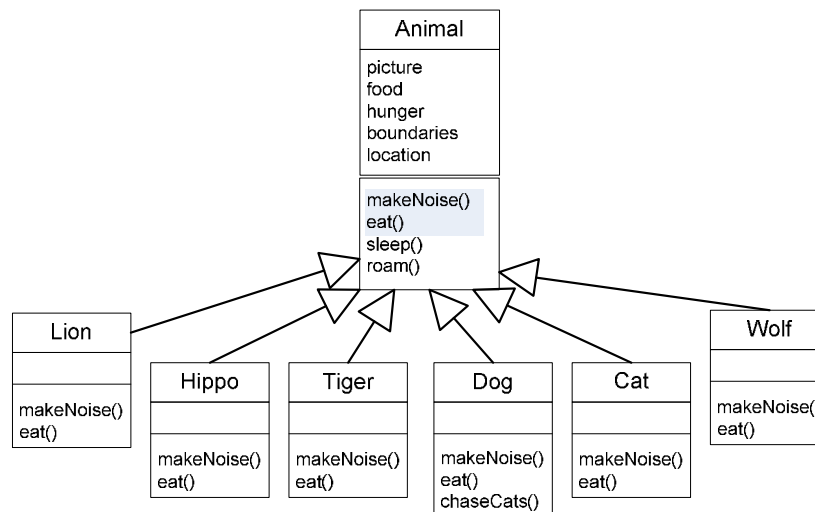 Animal
picture
food
hunger
boundaries
location
makeNoise()
eat()
sleep()
roam()
Lion
makeNoise()
eat()
Hippo
makeNoise()
eat()
Tiger
makeNoise()
eat()
Dog
makeNoise()
eat()
chaseCats()
Cat
makeNoise()
eat()
Wolf
makeNoise(
eat()